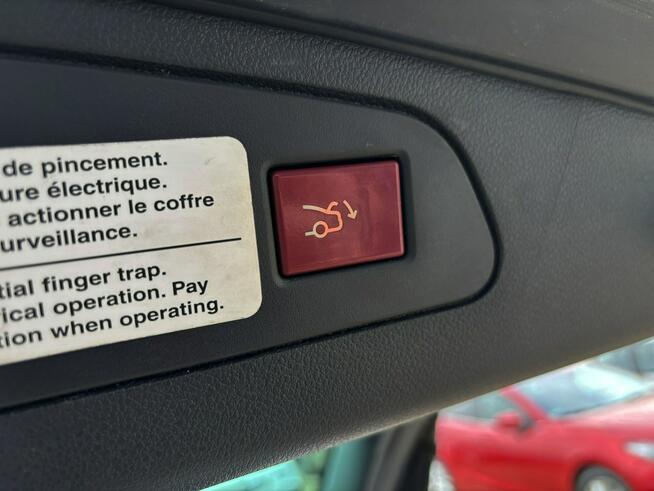 de pincement.
ure électrique.
actionner le coffre
urveillance.
tial finger trap.
ical operation. Pay
tion when operating.